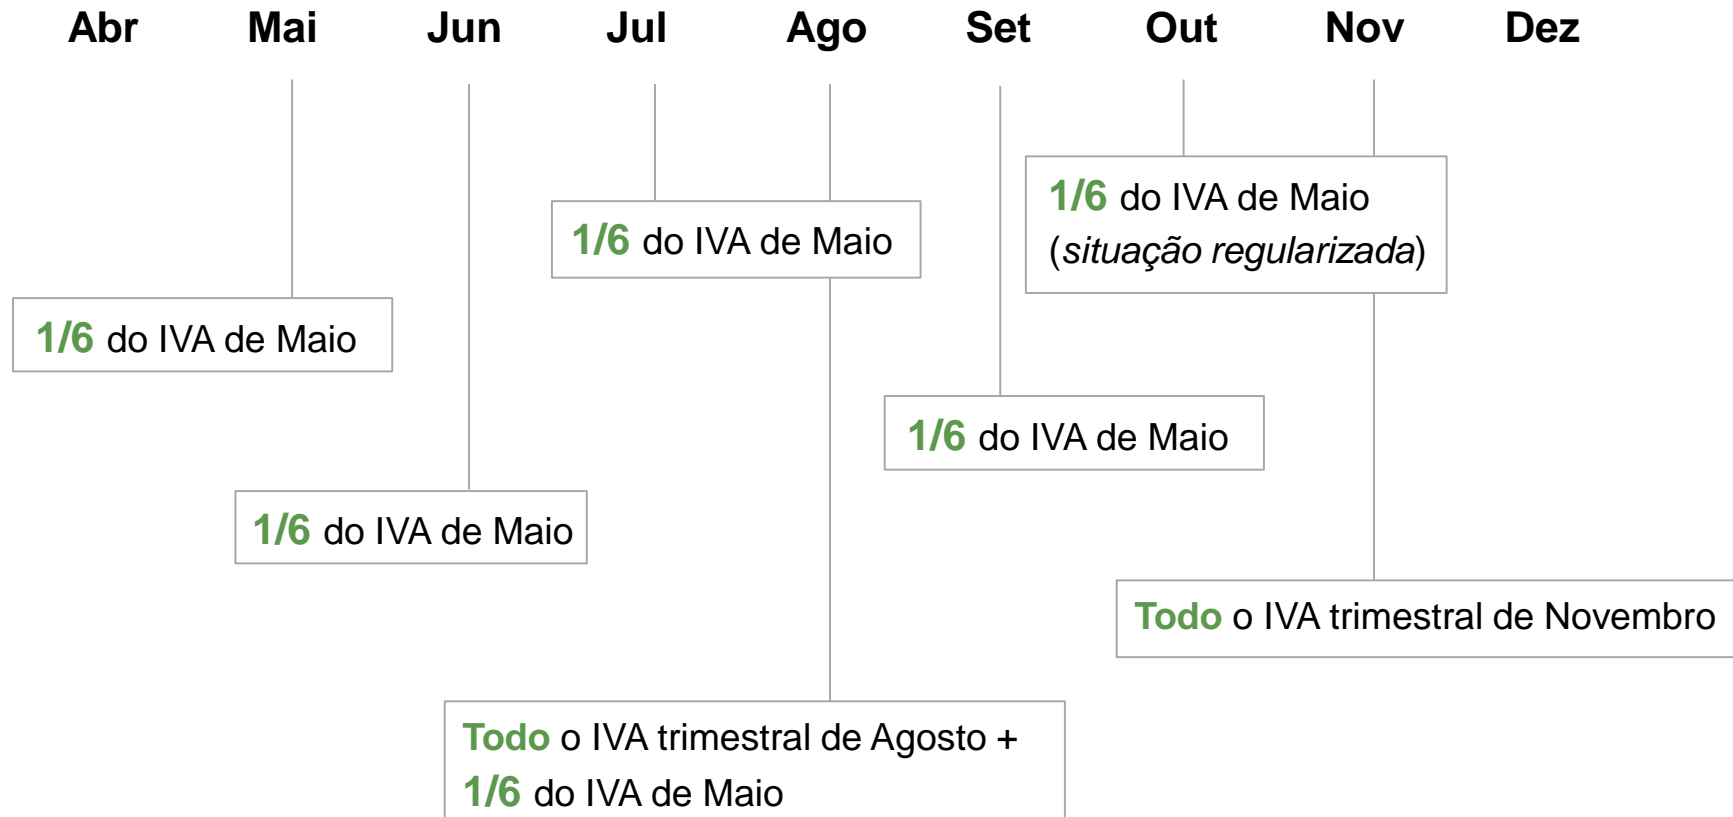 Abr Mai Jun Jul Ago Set Out Nov Dez
1/6 do IVA de Maio
(situação regularizada)
1/6 do IVA de Maio
1/6 do IVA de Maio
1/6 do IVA de Maio
1/6 do IVA de Maio
Todo o IVA trimestral de Novembro
Todo o IVA trimestral de Agosto +
1/6 do IVA de Maio